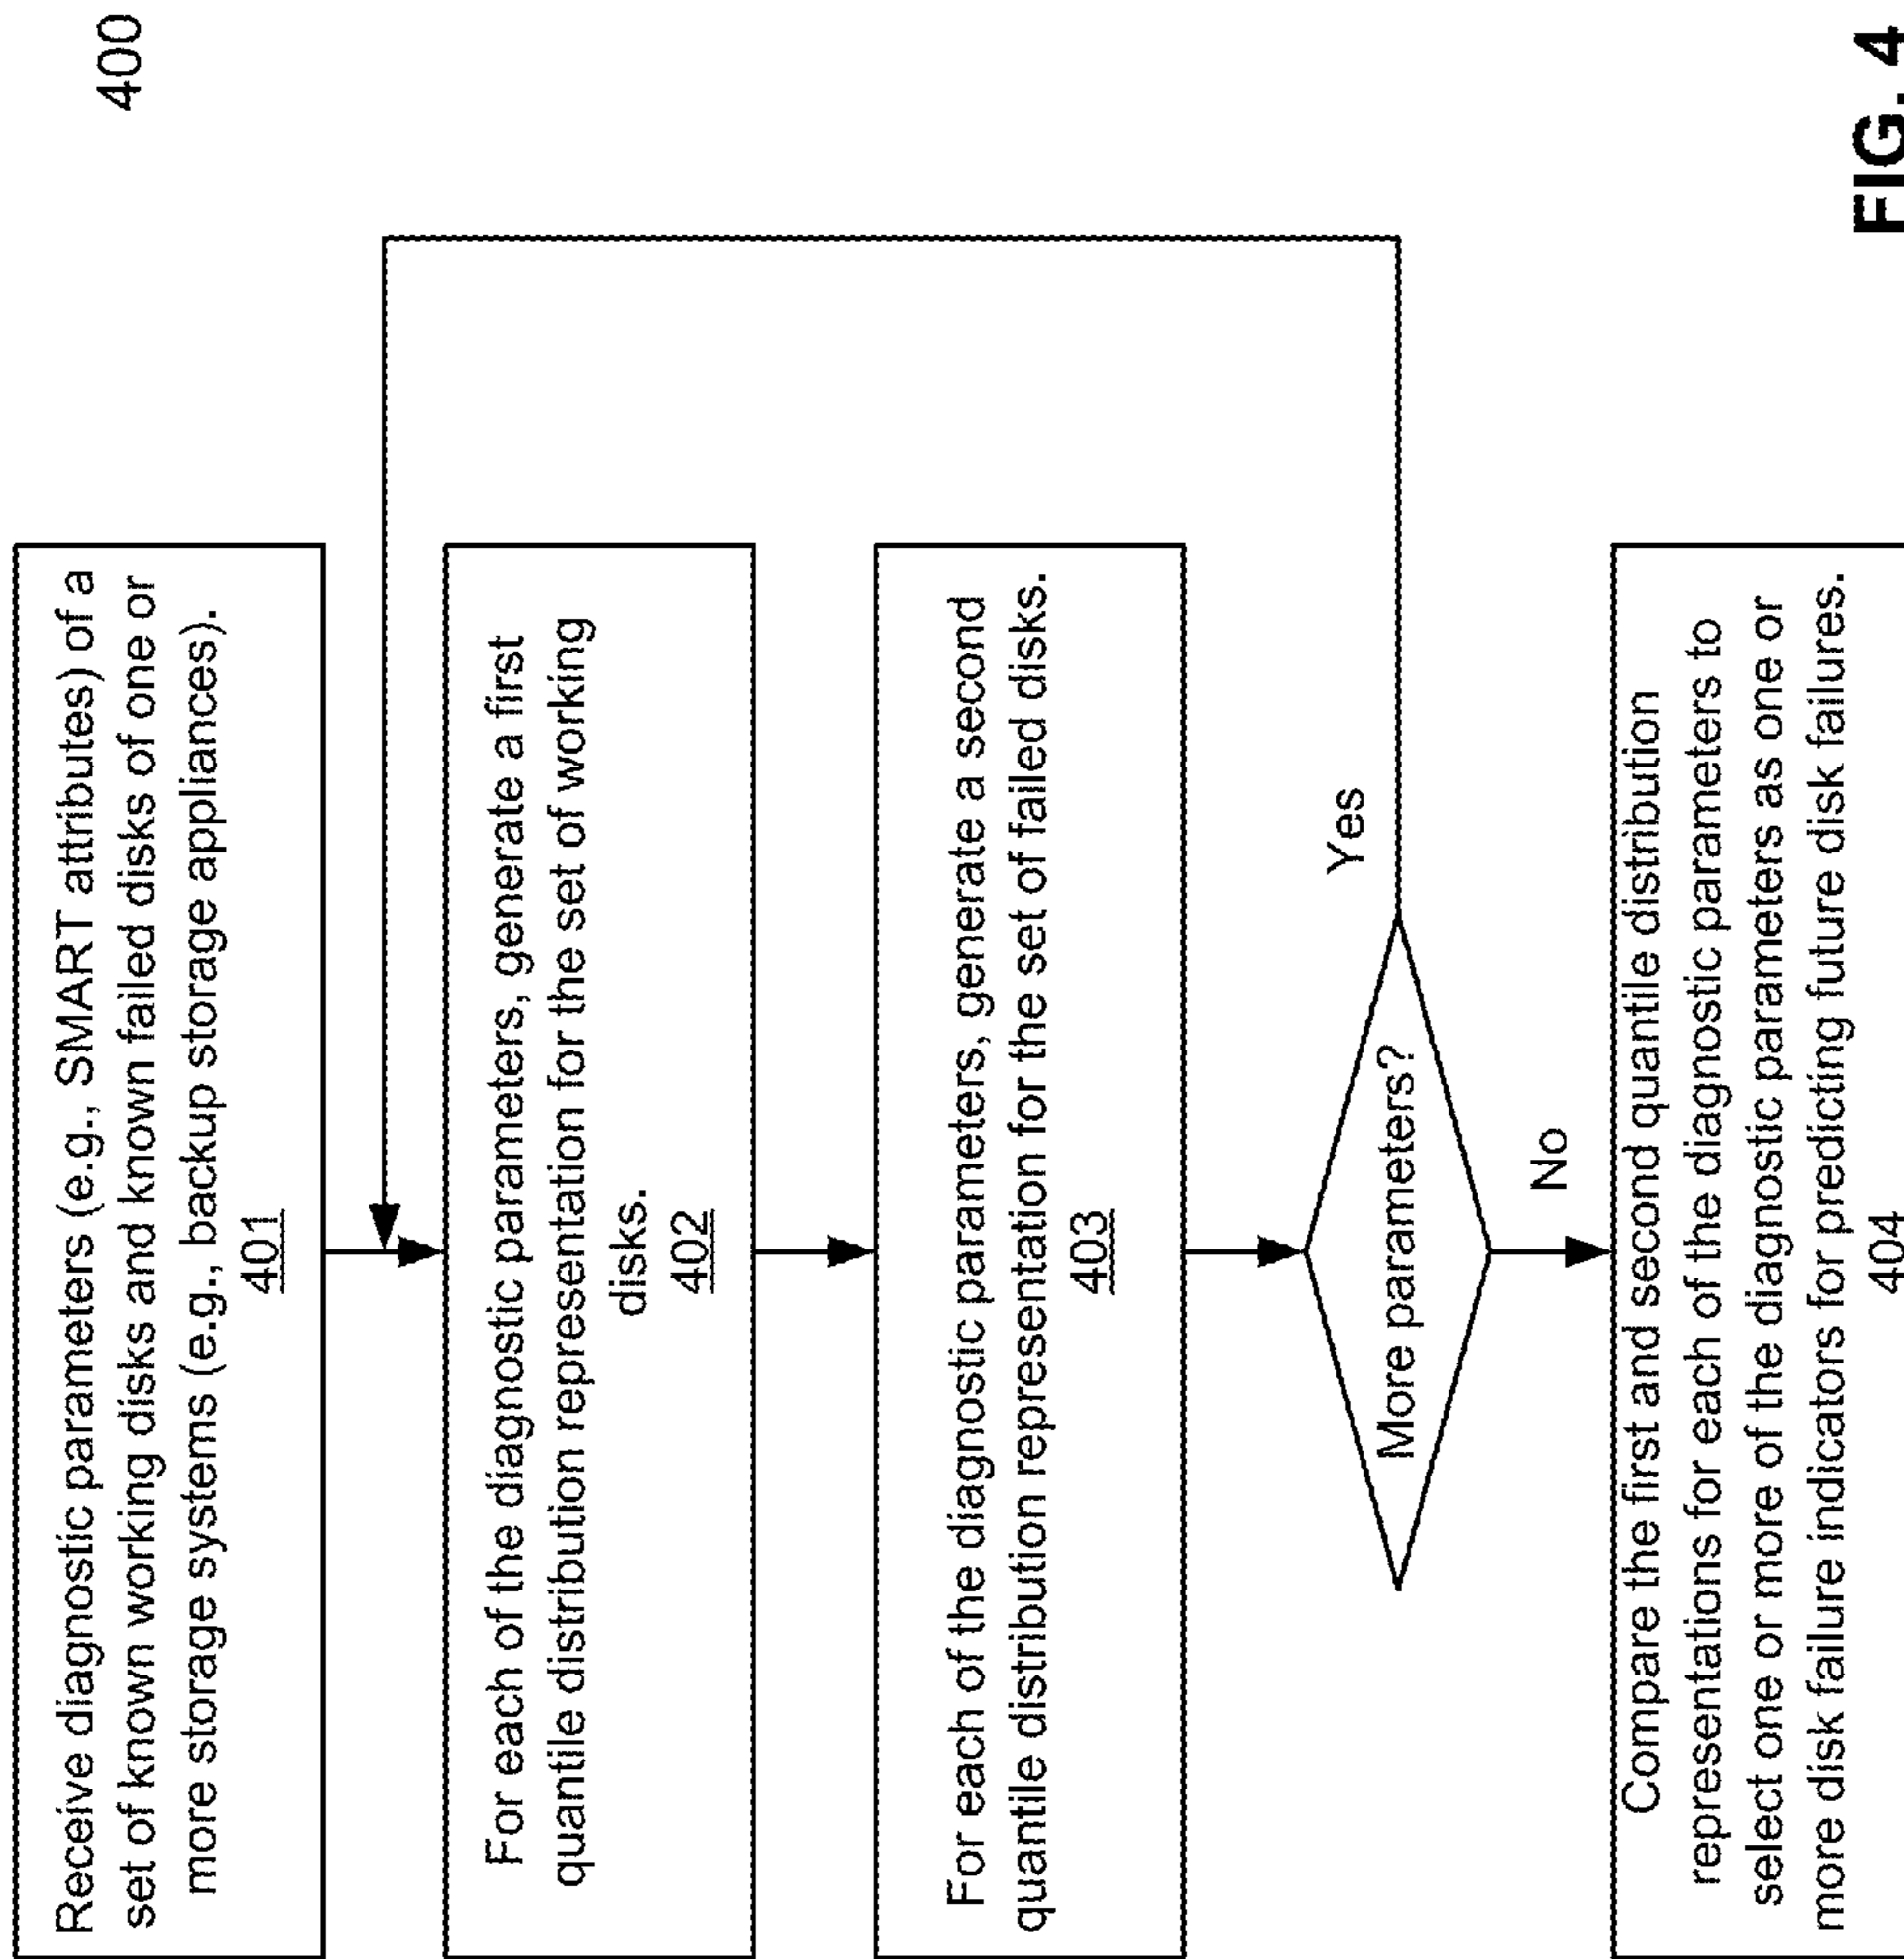 400
Receive diagnostic parameters (e.g., SMART attributes) of a
set of known working disks and known failed disks of one or
more storage systems (e.g., backup storage appliances).
401
For each of the diagnostic parameters, generate a first
quantile distribution representation for the set of working
disks.
402
For each of the diagnostic parameters, generate a second
quantile distribution representation for the set of failed disks.
403
More parameters?
Yes
No
Compare the first and second quantile distribution
representations for each of the diagnostic parameters to
select one or more of the diagnostic parameters as one or
more disk failure indicators for predicting future disk failures.
404
FIG. 4